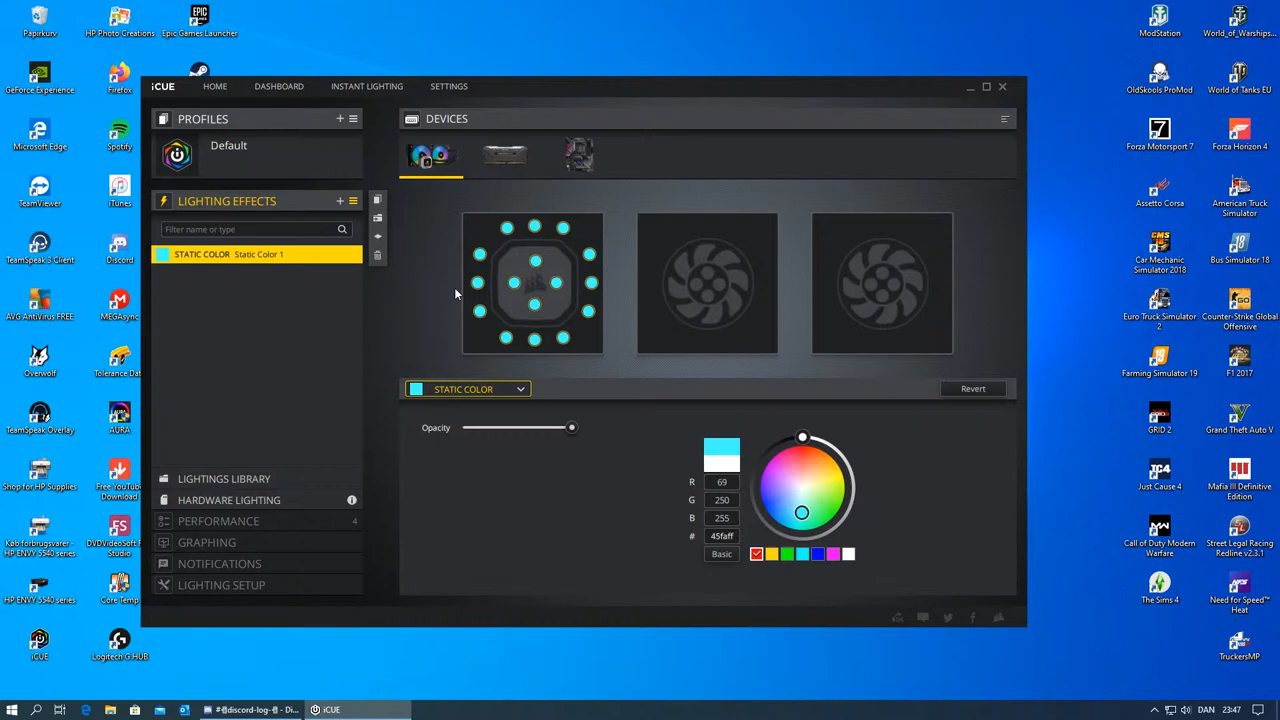 Papirkurv
HP Photo Creations
Epic Games Launcher
ModStation
World_of_Warships...
GeForce Experience
Firefox
OldSkools ProMod
World of Tanks EU
Microsoft Edge
Spotify
Forza Motorsport 7
Forza Horizon 4
TeamViewer
iTunes
Assetto Corsa
American Truck
Simulator
TeamSpeak 3 Client
Discord
Car Mechanic
Simulator 2018
Bus Simulator 18
AVG AntiVirus FREE
MEGAsync
Euro Truck Simulator
2
Counter-Strike Global
Offensive
Overwolf
Tolerance Dat
Farming Simulator 19
F1 2017
TeamSpeak Overlay
AURA
GRID 2
Grand Theft Auto V
Shop for HP Supplies
Free YouTube
Download
Just Cause 4
Mafia III Definitive
Edition
Køb forbrugsvarer -
HP ENVY 5540 series
DVDVideoSoft F
Studio
Call of Duty Modern
Warfare
Street Legal Racing
Redline v2.3.1
HP ENVY 5540 series
Core Temp
The Sims 4
Need for Speed™
Heat
iCUE
Logitech G HUB
TruckersMP
iCUE
HOME
DASHBOARD
INSTANT LIGHTING
SETTINGS
PROFILES
Default
LIGHTING EFFECTS
Filter name or type
STATIC COLOR Static Color 1
LIGHTINGS LIBRARY
HARDWARE LIGHTING
PERFORMANCE 4
GRAPHING
NOTIFICATIONS
LIGHTING SETUP
DEVICES
STATIC COLOR
Revert
Opacity
R 69
G 250
B 255
# 45faff
Basic
iCUE
DAN
23:47